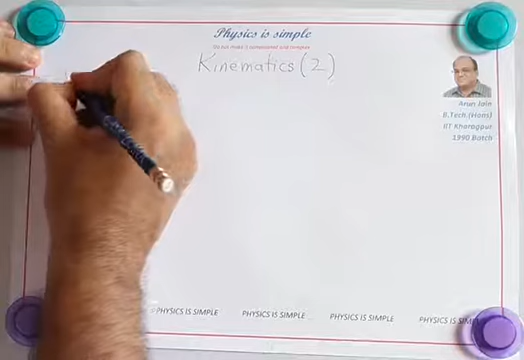 Physics is simple
Do not make it complicated and complex
Kinematics (2)
Arun Jain
B.Tech.(Hons)
IIT Kharagpur
1990 Batch
PHYSICS IS SIMPLE PHYSICS IS SIMPLE PHYSICS IS SIMPLE PHYSICS IS SIMPLE